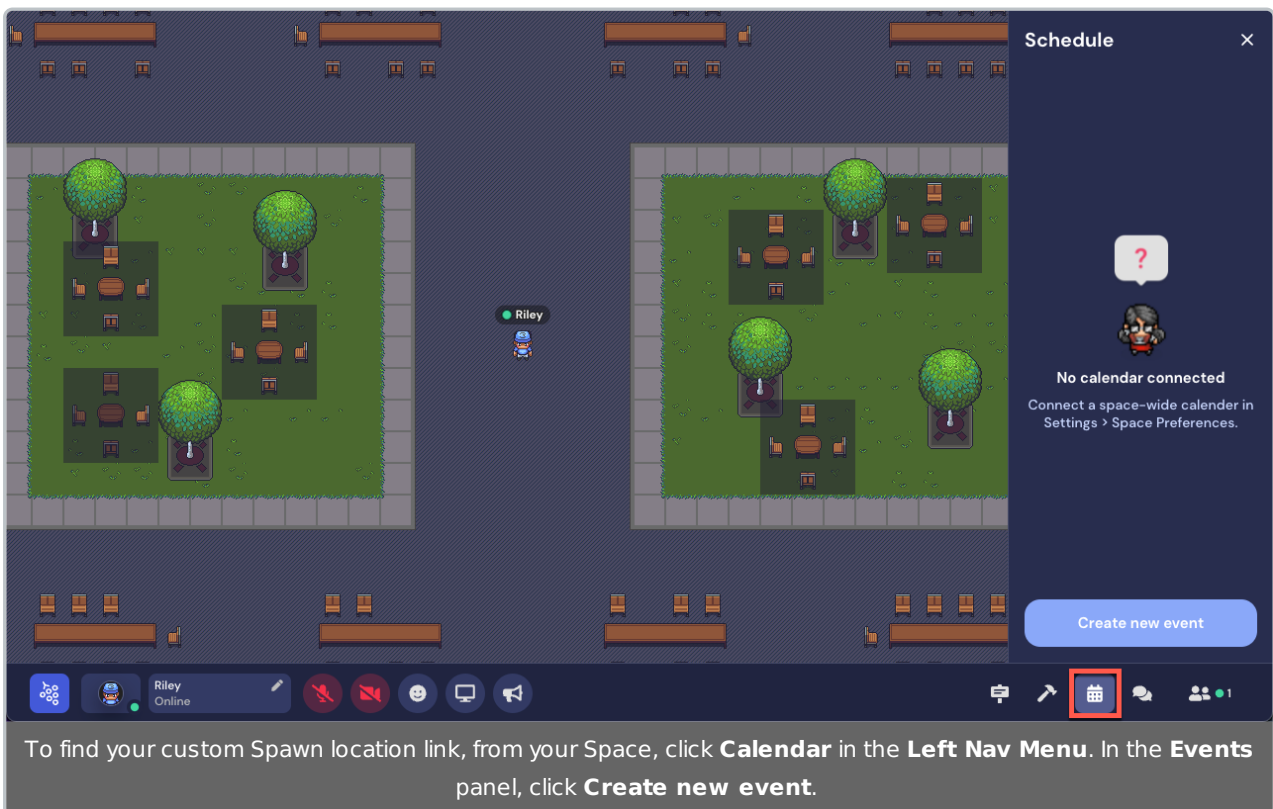 Schedule
Riley
?
No calendar connected
Connect a space-wide calender in
Settings > Space Preferences.
Create new event
Riley
Online
1
To find your custom Spawn location link, from your Space, click Calendar in the Left Nav Menu. In the Events
panel, click Create new event.